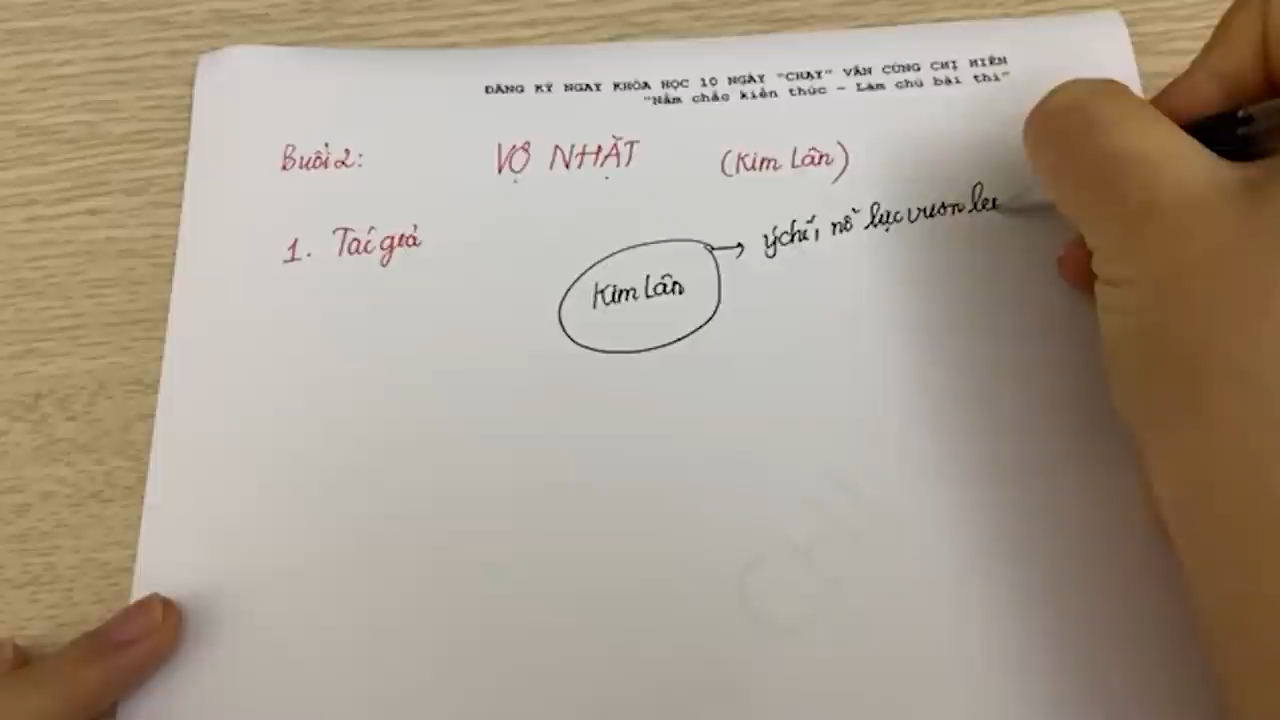 ĐĂNG KÝ NGAY KHÓA HỌC 10 NGÀY "CHẠY" VĂN CÙNG CHỊ HIÊN
"Nắm chắc kiến thức - Làm chủ bài thi"
Buổi 2: VỢ NHẶT (Kim Lân)
1. Tác giả
ý chí, nỗ lực vươn lên
Kim Lân